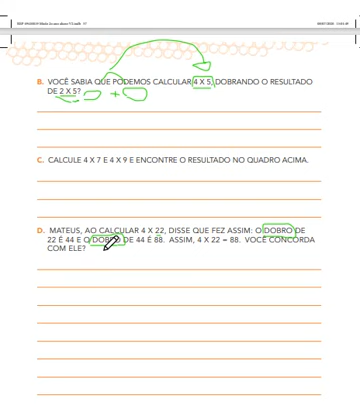 B. VOCÊ SABIA QUE PODEMOS CALCULAR 4 X 5, DOBRANDO O RESULTADO
DE 2 X 5?
C. CALCULE 4 X 7 E 4 X 9 E ENCONTRE O RESULTADO NO QUADRO ACIMA.
D. MATEUS, AO CALCULAR 4 X 22, DISSE QUE FEZ ASSIM: O DOBRO DE
22 É 44 E O DOBRO DE 44 É 88. ASSIM, 4 X 22 = 88. VOCÊ CONCORDA
COM ELE?